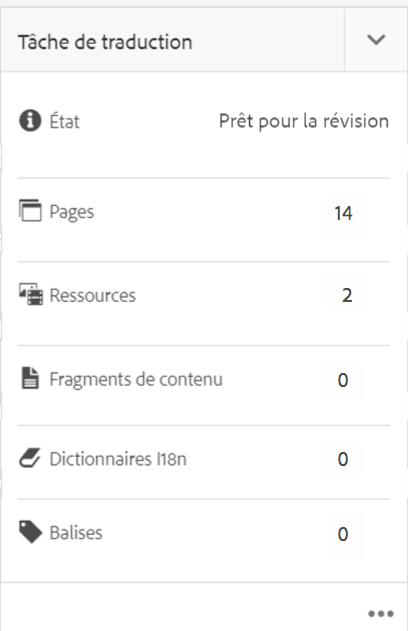 Tâche de traduction
État Prêt pour la révision
Pages 14
Ressources 2
Fragments de contenu 0
Dictionnaires I18n 0
Balises 0